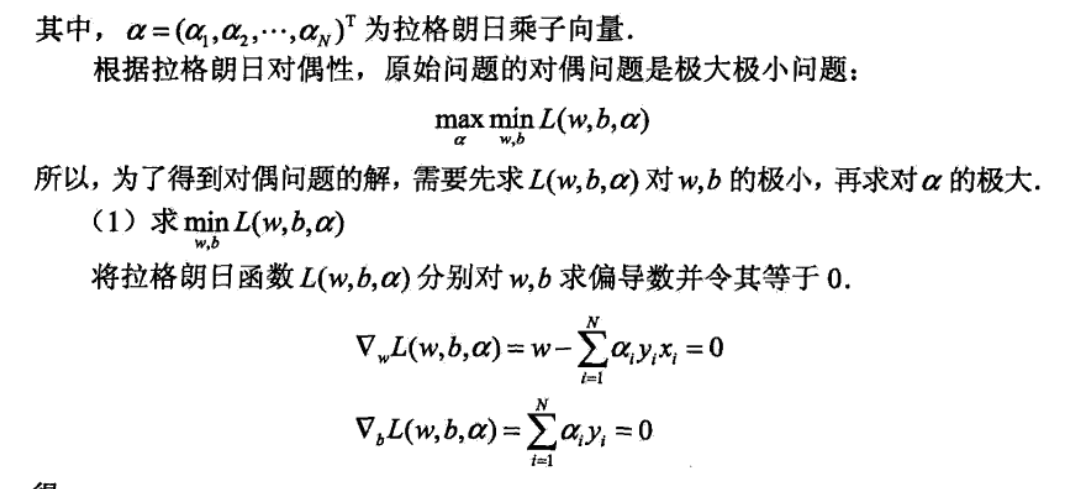 其中，α=(α₁,α₂,⋯,α_N)ᵀ 为拉格朗日乘子向量．
根据拉格朗日对偶性，原始问题的对偶问题是极大极小问题：
max_α min_{w,b} L(w,b,α)
所以，为了得到对偶问题的解，需要先求 L(w,b,α) 对 w,b 的极小，再求对 α 的极大．
（1）求 min_{w,b} L(w,b,α)
将拉格朗日函数 L(w,b,α) 分别对 w,b 求偏导数并令其等于 0．
∇_w L(w,b,α) = w − ∑_{i=1}^{N} α_i y_i x_i = 0
∇_b L(w,b,α) = ∑_{i=1}^{N} α_i y_i = 0